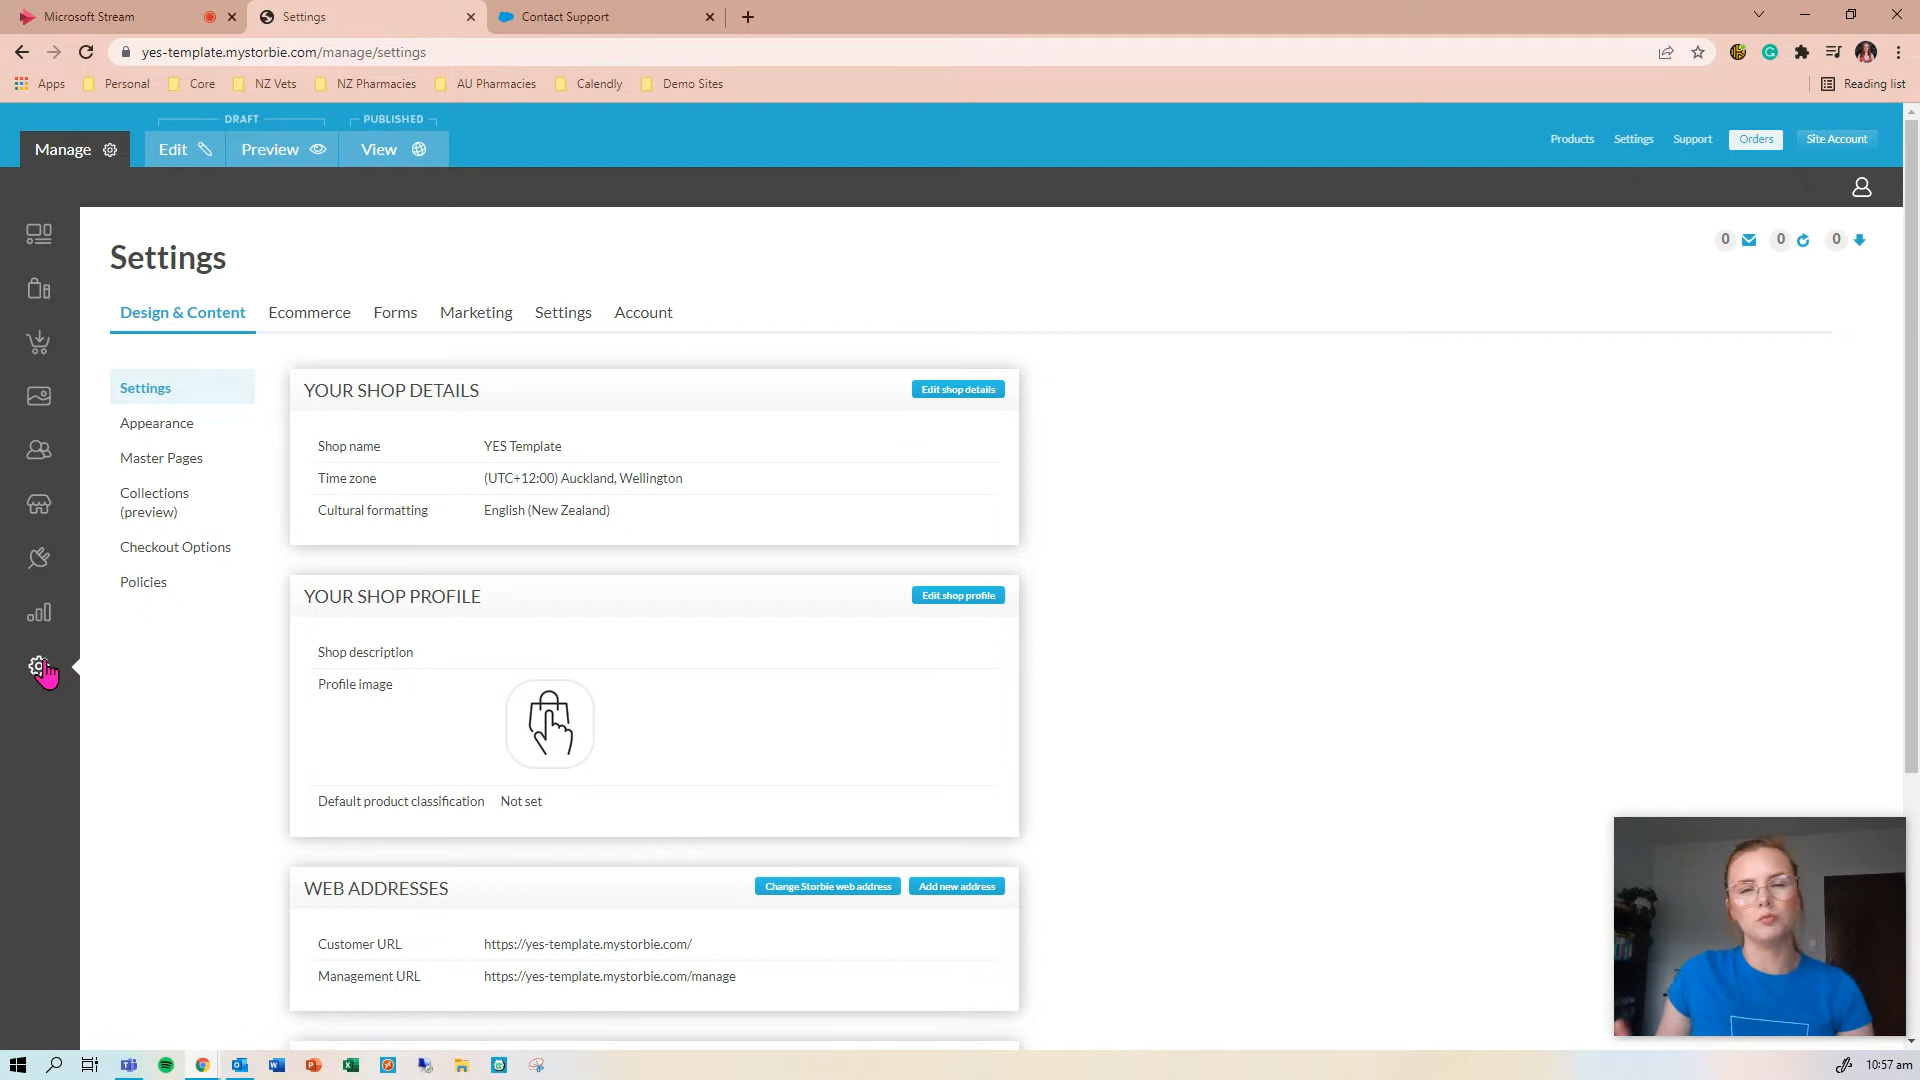 Microsoft Stream
Settings
Contact Support
yes-template.mystorbie.com/manage/settings
Apps
Personal
Core
NZ Vets
NZ Pharmacies
AU Pharmacies
Calendly
Demo Sites
Reading list
DRAFT
PUBLISHED
Manage
Edit
Preview
View
Products
Settings
Support
Orders
Site Account
Settings
0
0
0
Design & Content
Ecommerce
Forms
Marketing
Settings
Account
Settings
Appearance
Master Pages
Collections
(preview)
Checkout Options
Policies
YOUR SHOP DETAILS
Edit shop details
Shop name YES Template
Time zone (UTC+12:00) Auckland, Wellington
Cultural formatting English (New Zealand)
YOUR SHOP PROFILE
Edit shop profile
Shop description
Profile image
Default product classification Not set
WEB ADDRESSES
Change Storbie web address
Add new address
Customer URL https://yes-template.mystorbie.com/
Management URL https://yes-template.mystorbie.com/manage
10:57 am